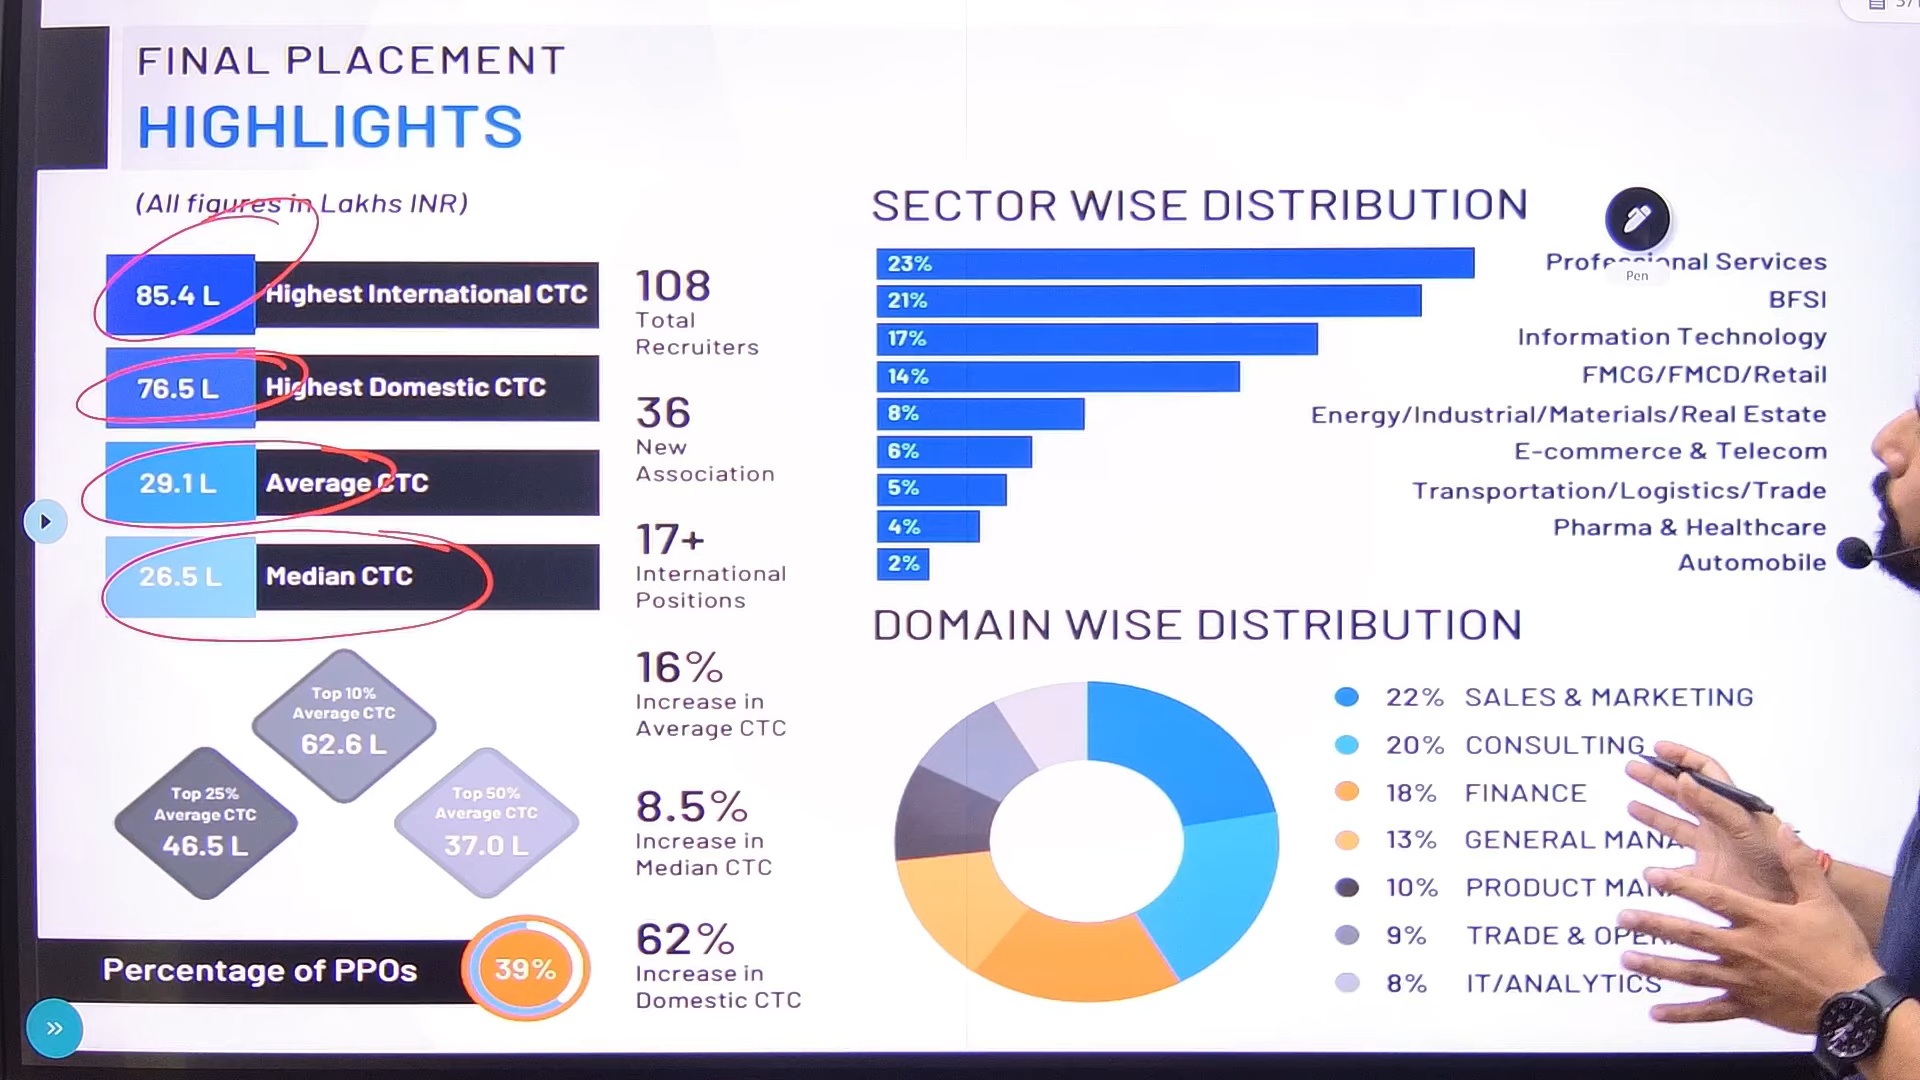 FINAL PLACEMENT
HIGHLIGHTS
(All figures in Lakhs INR)
85.4 L Highest International CTC
76.5 L Highest Domestic CTC
29.1 L Average CTC
26.5 L Median CTC
Top 10%
Average CTC
62.6 L
Top 25%
Average CTC
46.5 L
Top 50%
Average CTC
37.0 L
Percentage of PPOs 39%
108
Total
Recruiters
36
New
Association
17+
International
Positions
16%
Increase in
Average CTC
8.5%
Increase in
Median CTC
62%
Increase in
Domestic CTC
SECTOR WISE DISTRIBUTION
Pen
23% Professional Services
21% BFSI
17% Information Technology
14% FMCG/FMCD/Retail
8% Energy/Industrial/Materials/Real Estate
6% E-commerce & Telecom
5% Transportation/Logistics/Trade
4% Pharma & Healthcare
2% Automobile
DOMAIN WISE DISTRIBUTION
22% SALES & MARKETING
20% CONSULTING
18% FINANCE
13% GENERAL
10% PRODUCT
9% TRADE &
8% IT/ANALYTICS